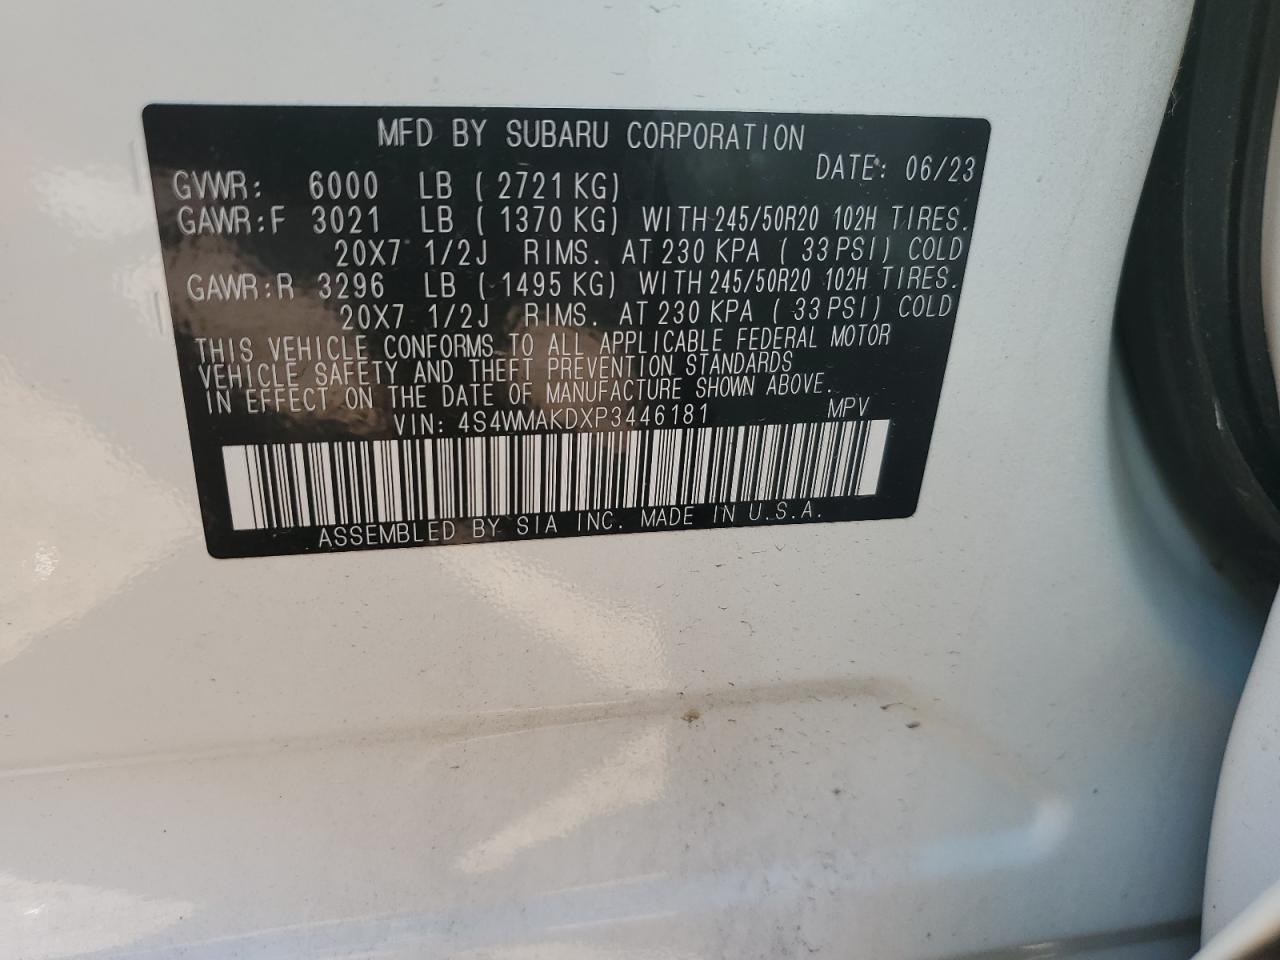 MFD BY SUBARU CORPORATION
DATE: 06/23
GVWR: 6000 LB ( 2721 KG)
GAWR:F 3021 LB ( 1370 KG) WITH 245/50R20 102H TIRES.
20X7 1/2J RIMS. AT 230 KPA ( 33 PSI) COLD
GAWR:R 3296 LB ( 1495 KG) WITH 245/50R20 102H TIRES.
20X7 1/2J RIMS. AT 230 KPA ( 33 PSI) COLD
THIS VEHICLE CONFORMS TO ALL APPLICABLE FEDERAL MOTOR
VEHICLE SAFETY AND THEFT PREVENTION STANDARDS
IN EFFECT ON THE DATE OF MANUFACTURE SHOWN ABOVE.
VIN: 4S4WMAKDXP3446181 MPV
ASSEMBLED BY SIA INC. MADE IN U.S.A.